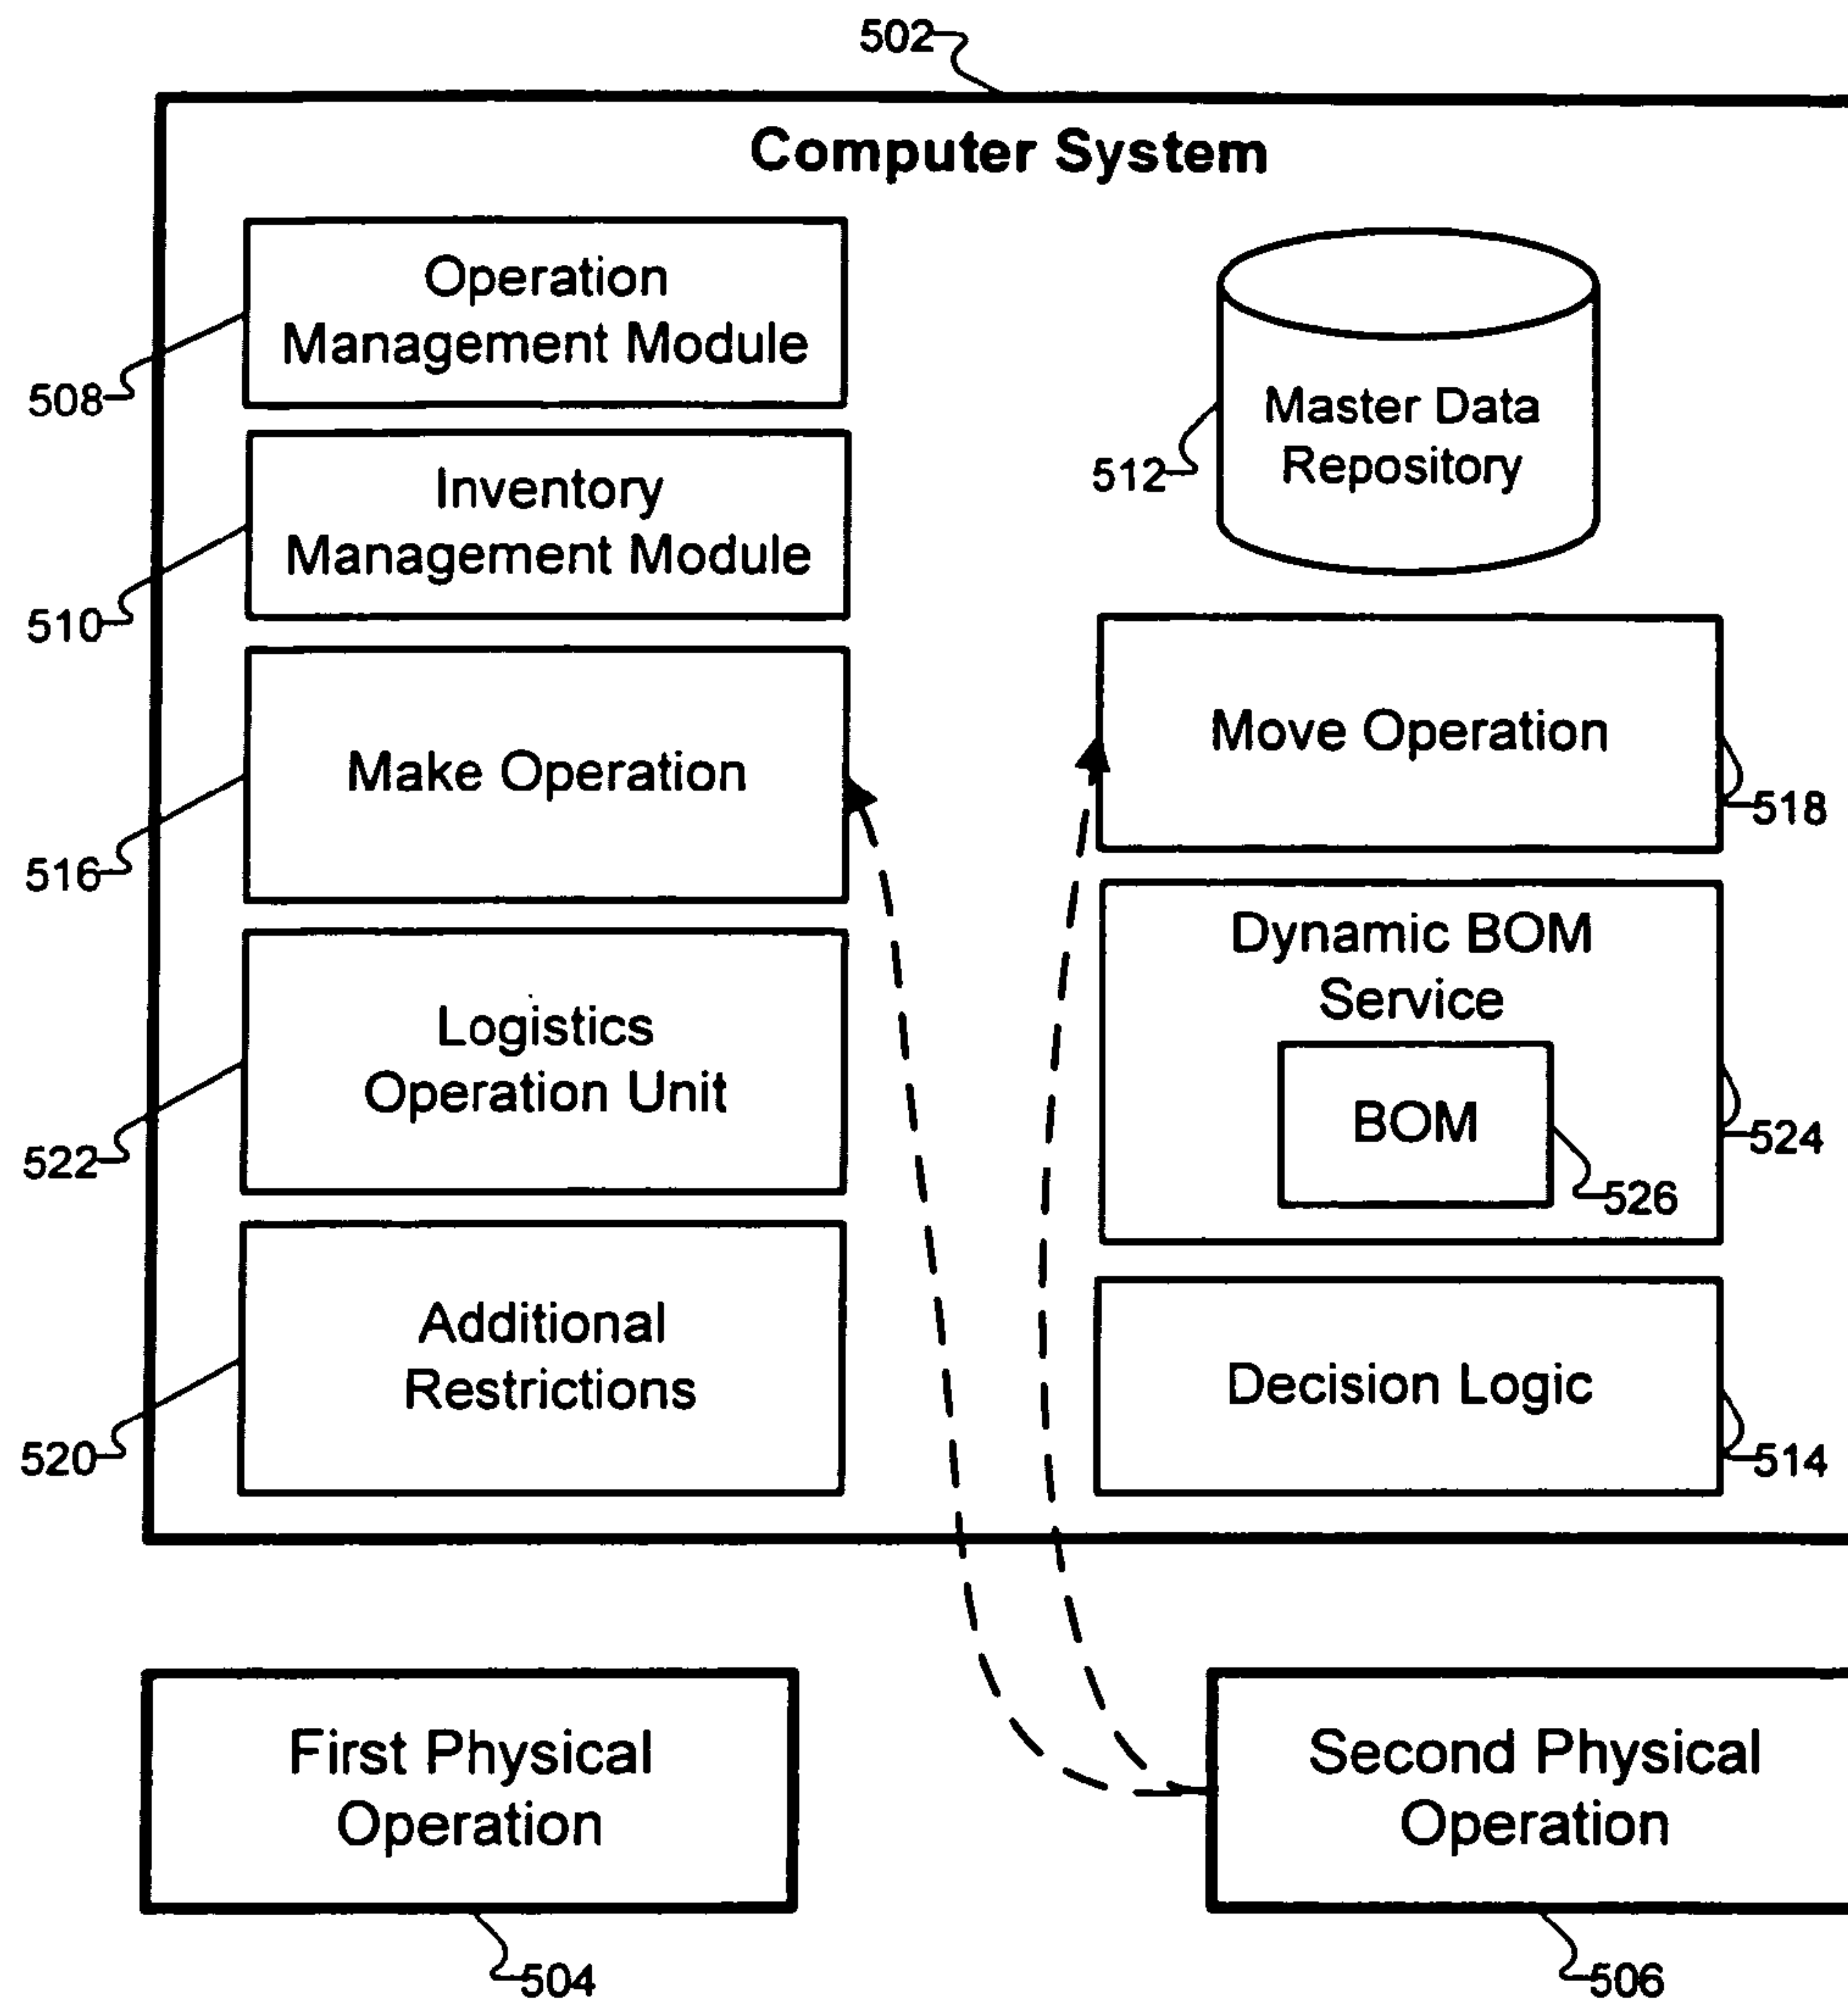 502
Computer System
Operation
Management Module
508
Inventory
Management Module
510
Master Data
Repository
512
Make Operation
516
Move Operation
518
Logistics
Operation Unit
522
Dynamic BOM
Service
524
BOM
526
Additional
Restrictions
520
Decision Logic
514
First Physical
Operation
504
Second Physical
Operation
506